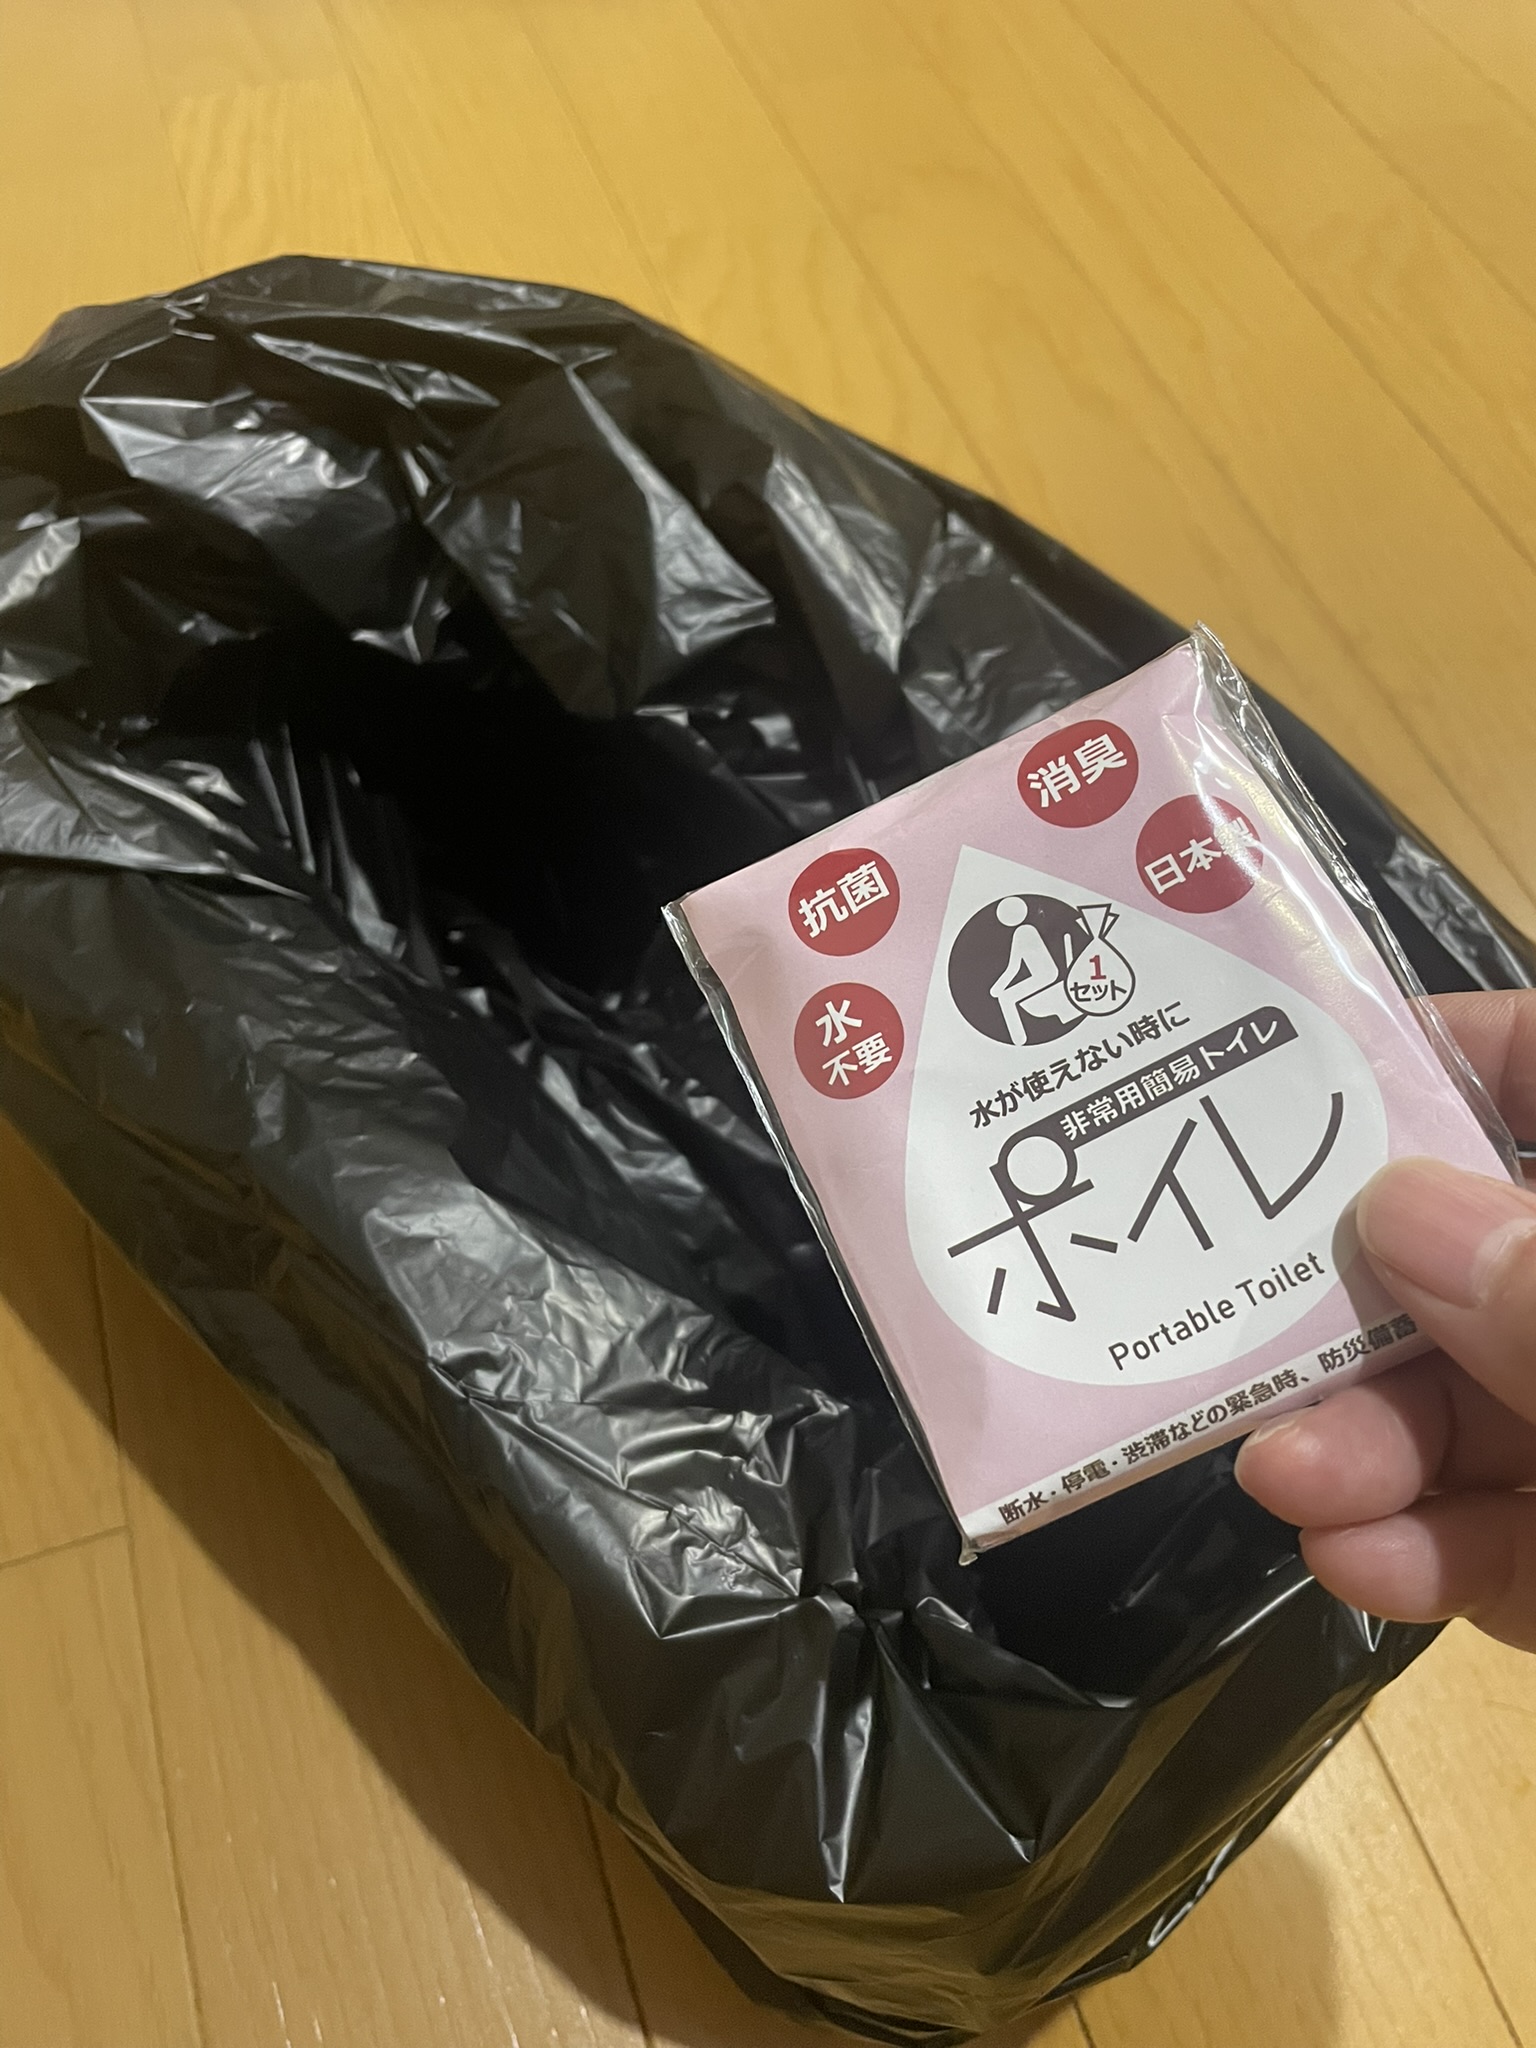 消臭
日本製
抗菌
水
不要
1
セット
水が使えない時に
非常用簡易トイレ
ポイレ
Portable Toilet
断水・停電・渋滞などの緊急時、防災備蓄